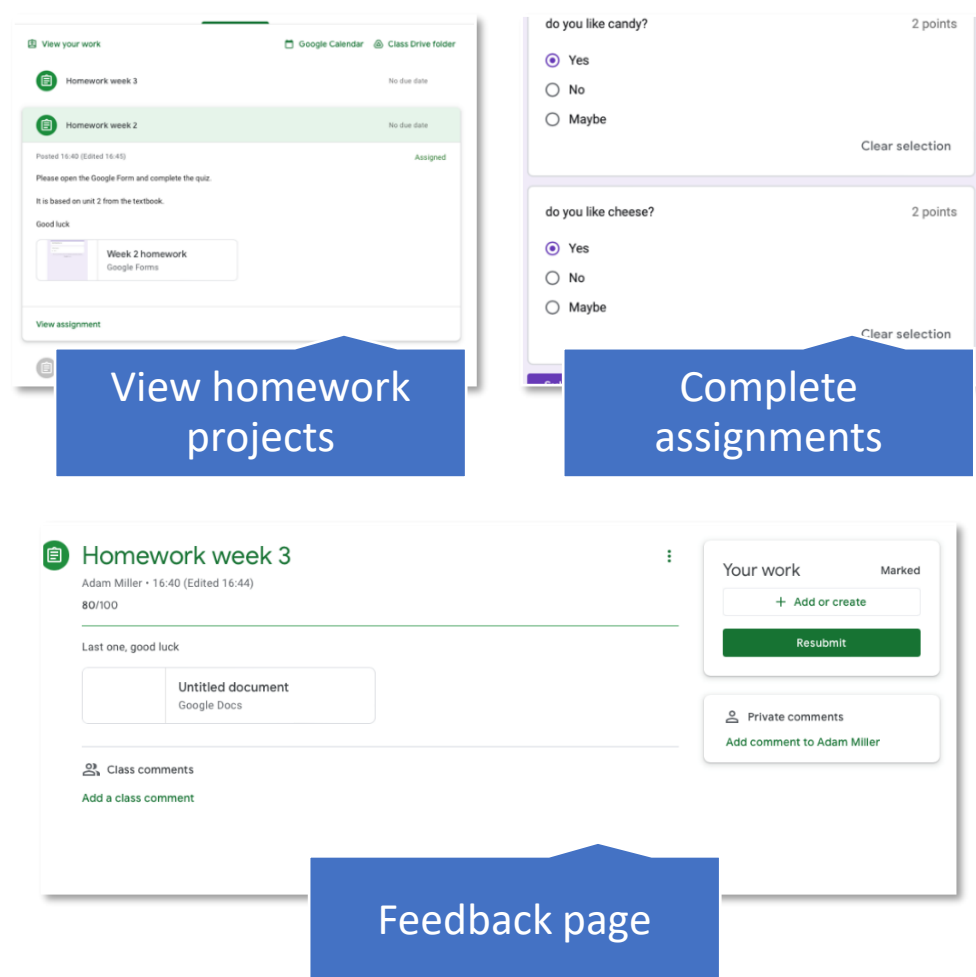 View your work Google Calendar Class Drive folder
Homework week 3 No due date
Homework week 2 No due date
Posted 16:40 (Edited 16:45) Assigned
Please open the Google Form and complete the quiz.
It is based on unit 2 from the textbook.
Good luck
Week 2 homework
Google Forms
View assignment
View homework
projects
do you like candy? 2 points
Yes
No
Maybe
Clear selection
do you like cheese? 2 points
Yes
No
Maybe
Clear selection
Complete
assignments
Homework week 3
Adam Miller • 16:40 (Edited 16:44)
80/100
Last one, good luck
Untitled document
Google Docs
Class comments
Add a class comment
Your work Marked
+ Add or create
Resubmit
Private comments
Add comment to Adam Miller
Feedback page